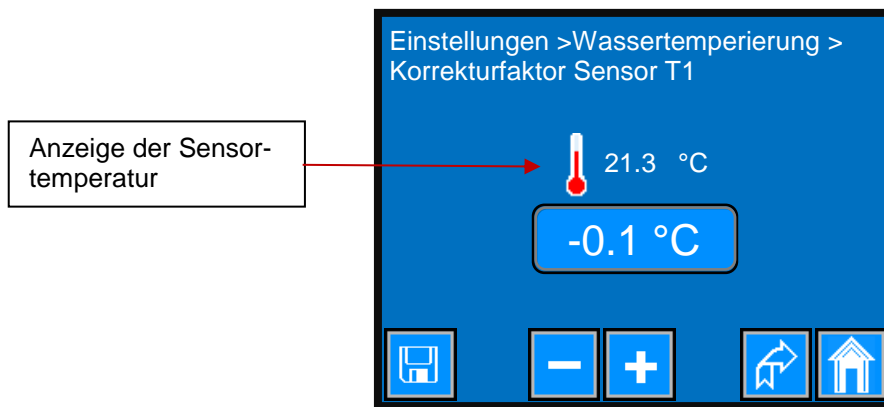 Einstellungen >Wassertemperierung >
Korrekturfaktor Sensor T1
Anzeige der Sensor-
temperatur
21.3 °C
-0.1 °C